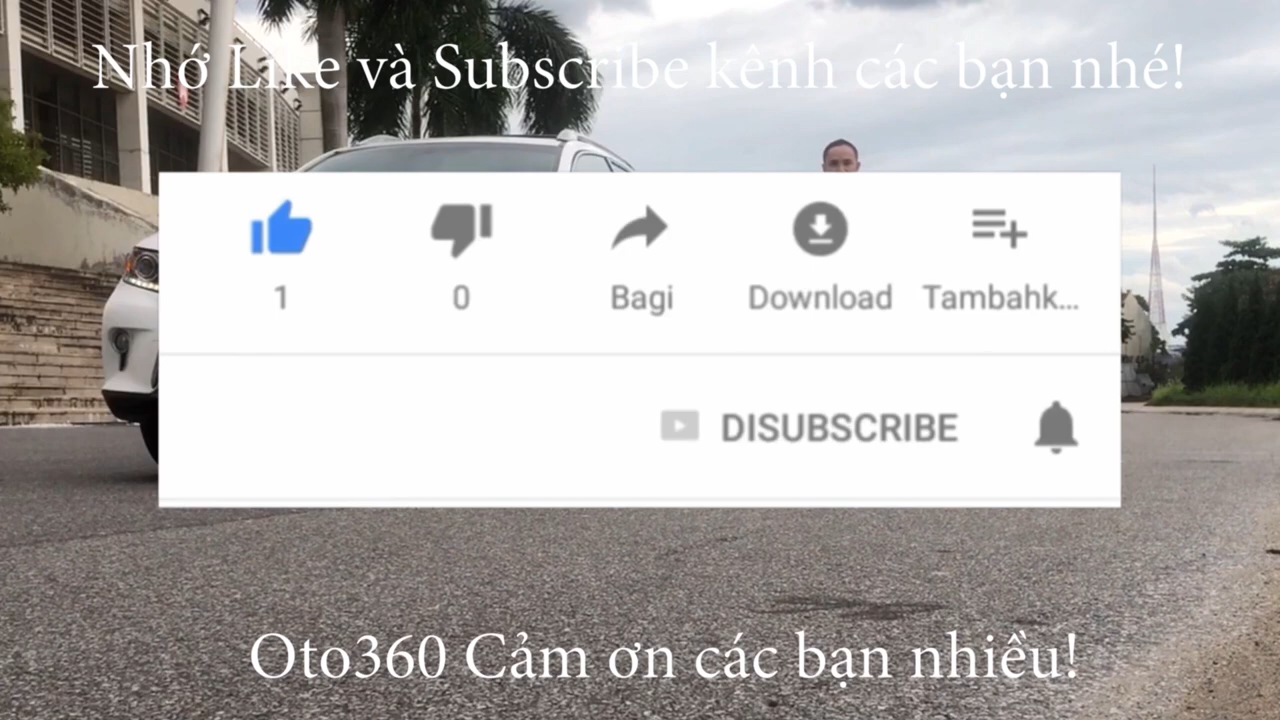 Nhớ Like và Subscribe kênh các bạn nhé!
1
0
Bagi
Download
Tambahk...
DISUBSCRIBE
Oto360 Cảm ơn các bạn nhiều!